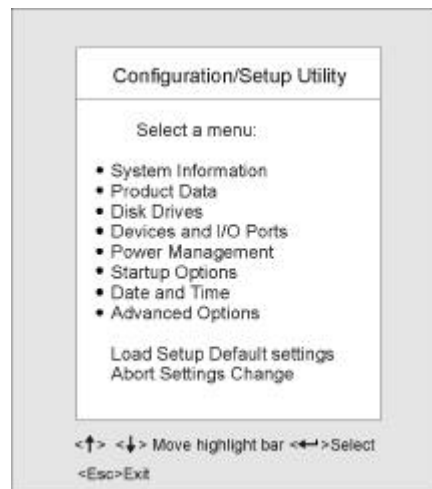 Configuration/Setup Utility
Select a menu:
• System Information
• Product Data
• Disk Drives
• Devices and I/O Ports
• Power Management
• Startup Options
• Date and Time
• Advanced Options
Load Setup Default settings
Abort Settings Change
<↑> <↓> Move highlight bar <↵>Select
<Esc>Exit